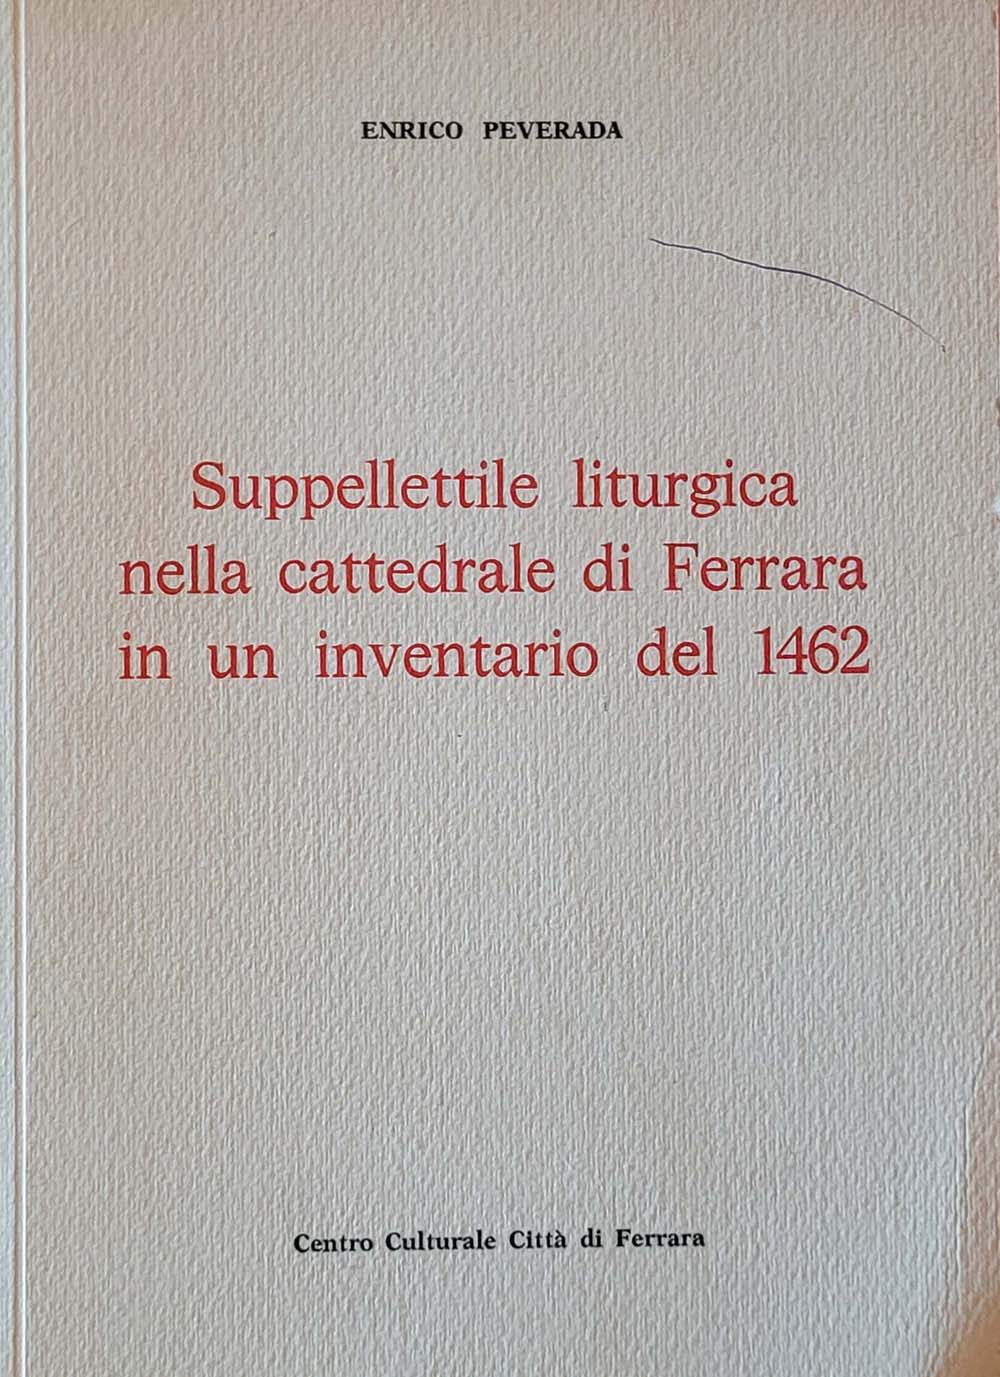 ENRICO PEVERADA
Suppellettile liturgica
nella cattedrale di Ferrara
in un inventario del 1462
Centro Culturale Città di Ferrara